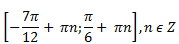 [-7π/12 + πn; π/6 + πn], n ϵ Z